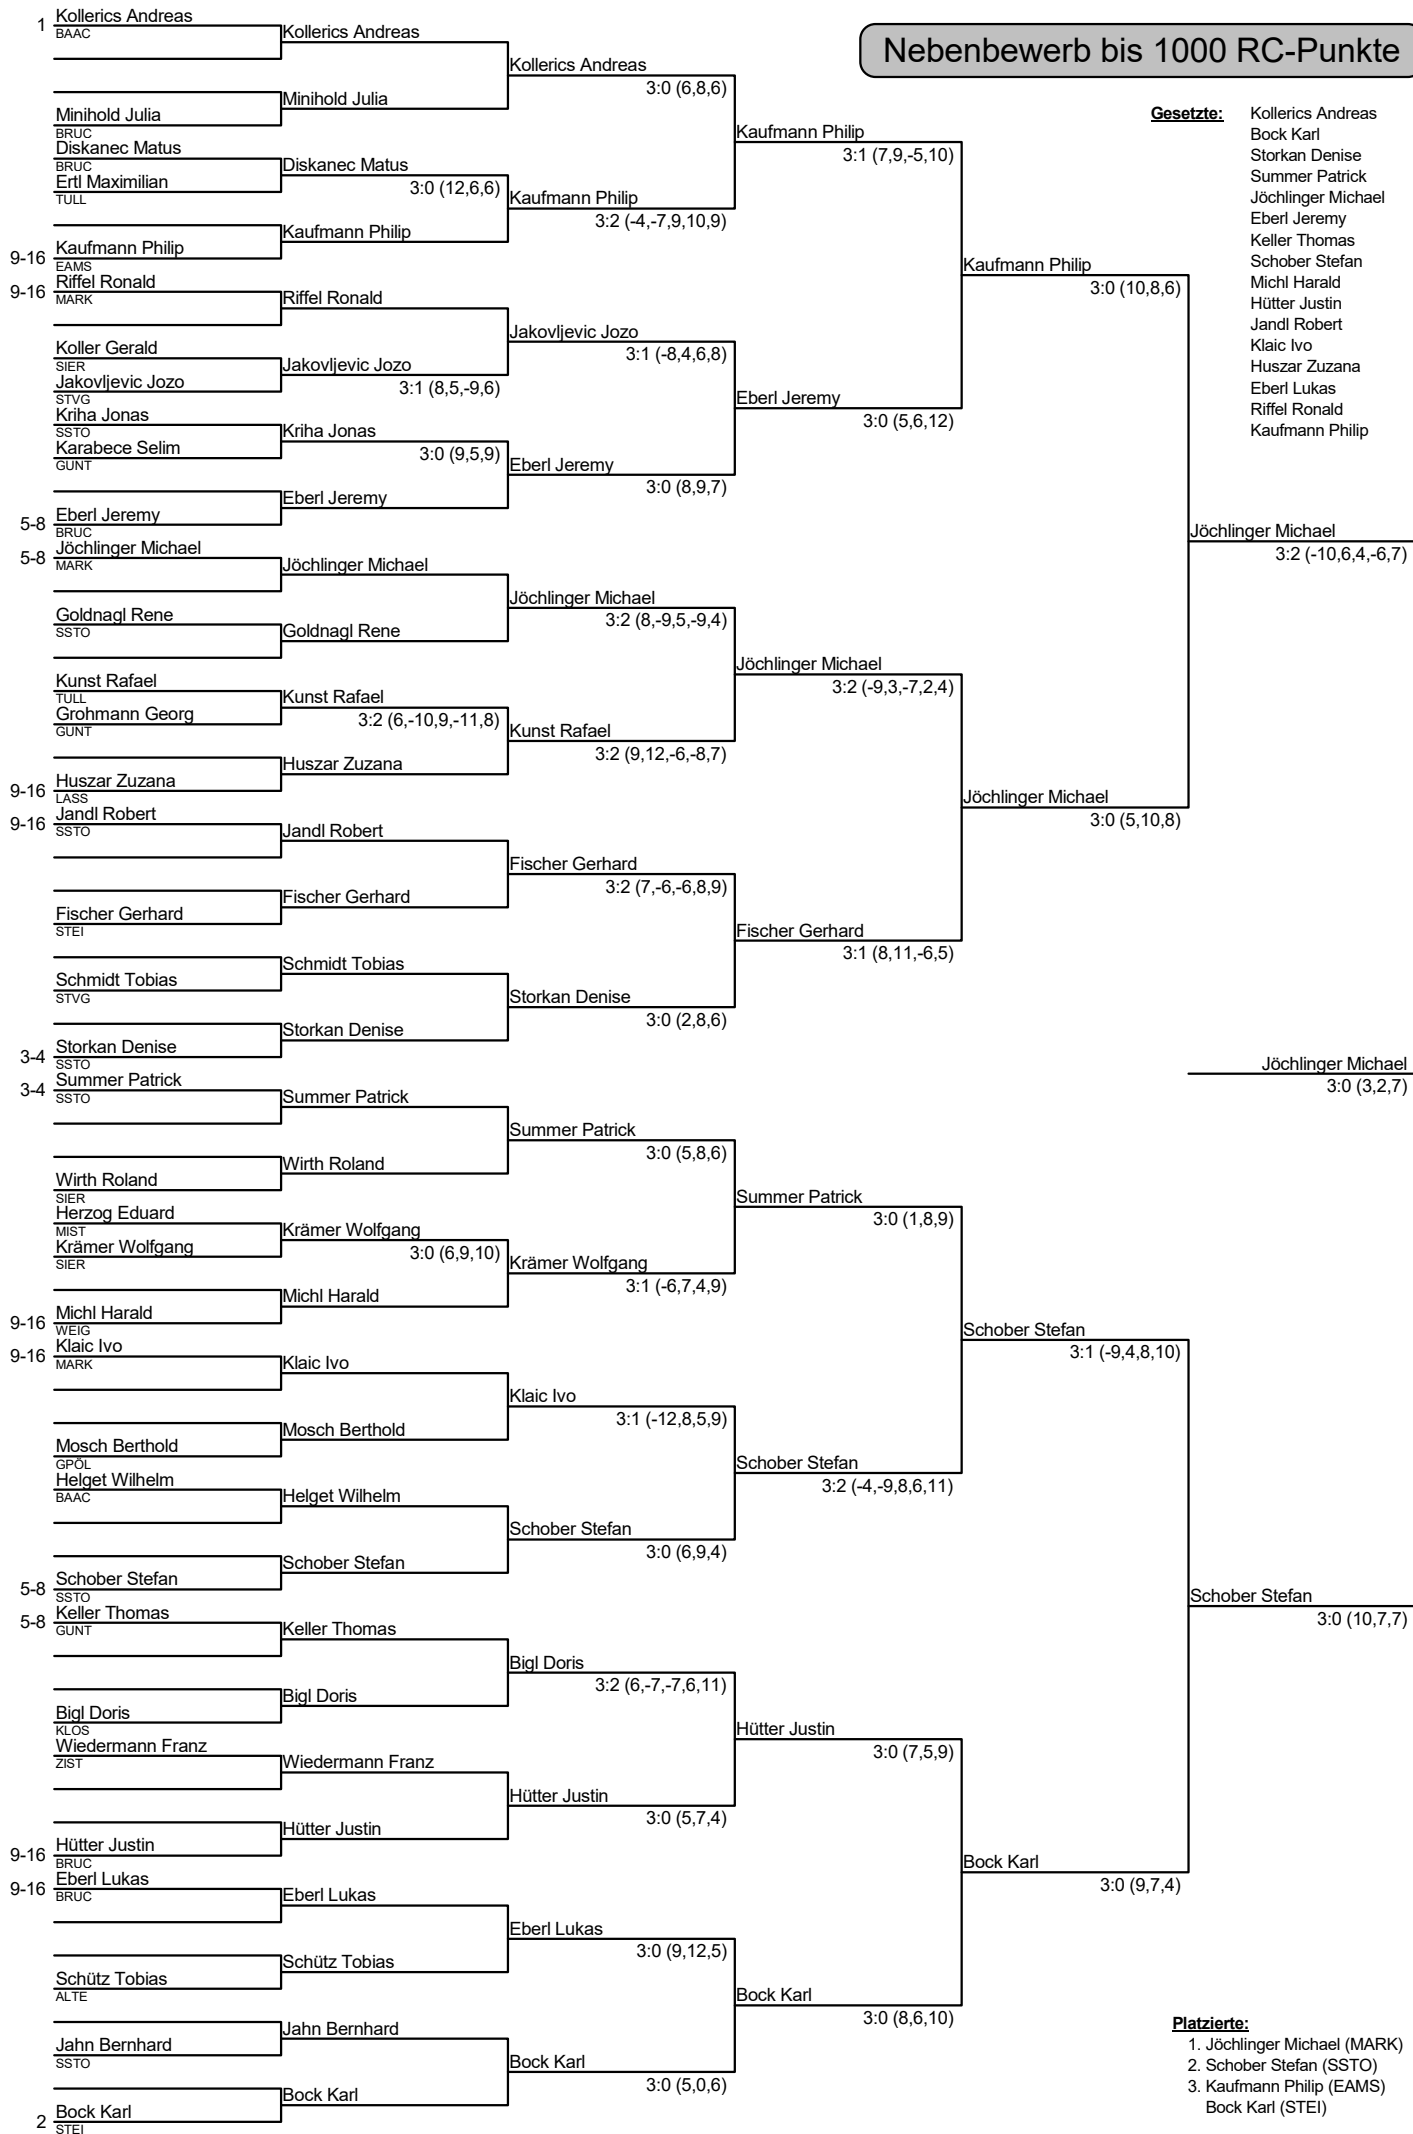 Nebenbewerb bis 1000 RC-Punkte
Gesetzte:
Kollerics Andreas
Bock Karl
Storkan Denise
Summer Patrick
Jöchlinger Michael
Eberl Jeremy
Keller Thomas
Schober Stefan
Michl Harald
Hütter Justin
Jandl Robert
Klaic Ivo
Huszar Zuzana
Eberl Lukas
Riffel Ronald
Kaufmann Philip
1 Kollerics Andreas
BAAC
Minihold Julia
BRUC
Diskanec Matus
BRUC
Ertl Maximilian
TULL
9-16 Kaufmann Philip
EAMS
9-16 Riffel Ronald
MARK
Koller Gerald
SIER
Jakovljevic Jozo
STVG
Kriha Jonas
SSTO
Karabece Selim
GUNT
5-8 Eberl Jeremy
BRUC
5-8 Jöchlinger Michael
MARK
Goldnagl Rene
SSTO
Kunst Rafael
TULL
Grohmann Georg
GUNT
9-16 Huszar Zuzana
LASS
9-16 Jandl Robert
SSTO
Fischer Gerhard
STEI
Schmidt Tobias
STVG
3-4 Storkan Denise
SSTO
3-4 Summer Patrick
SSTO
Wirth Roland
SIER
Herzog Eduard
MIST
Krämer Wolfgang
SIER
9-16 Michl Harald
WEIG
9-16 Klaic Ivo
MARK
Mosch Berthold
GPÖL
Helget Wilhelm
BAAC
5-8 Schober Stefan
SSTO
5-8 Keller Thomas
GUNT
Bigl Doris
KLOS
Wiedermann Franz
ZIST
9-16 Hütter Justin
BRUC
9-16 Eberl Lukas
BRUC
Schütz Tobias
ALTE
Jahn Bernhard
SSTO
2 Bock Karl
STEI
Kollerics Andreas
Minihold Julia
Diskanec Matus
3:0 (12,6,6)
Kaufmann Philip
Riffel Ronald
Jakovljevic Jozo
3:1 (8,5,-9,6)
Kriha Jonas
3:0 (9,5,9)
Eberl Jeremy
Jöchlinger Michael
Goldnagl Rene
Kunst Rafael
3:2 (6,-10,9,-11,8)
Huszar Zuzana
Jandl Robert
Fischer Gerhard
Schmidt Tobias
Storkan Denise
Summer Patrick
Wirth Roland
Krämer Wolfgang
3:0 (6,9,10)
Michl Harald
Klaic Ivo
Mosch Berthold
Helget Wilhelm
Schober Stefan
Keller Thomas
Bigl Doris
Wiedermann Franz
Hütter Justin
Eberl Lukas
Schütz Tobias
Jahn Bernhard
Bock Karl
Kollerics Andreas
3:0 (6,8,6)
Kaufmann Philip
3:2 (-4,-7,9,10,9)
Jakovljevic Jozo
3:1 (-8,4,6,8)
Eberl Jeremy
3:0 (8,9,7)
Jöchlinger Michael
3:2 (8,-9,5,-9,4)
Kunst Rafael
3:2 (9,12,-6,-8,7)
Fischer Gerhard
3:2 (7,-6,-6,8,9)
Storkan Denise
3:0 (2,8,6)
Summer Patrick
3:0 (5,8,6)
Krämer Wolfgang
3:1 (-6,7,4,9)
Klaic Ivo
3:1 (-12,8,5,9)
Schober Stefan
3:0 (6,9,4)
Bigl Doris
3:2 (6,-7,-7,6,11)
Hütter Justin
3:0 (5,7,4)
Eberl Lukas
3:0 (9,12,5)
Bock Karl
3:0 (5,0,6)
Kaufmann Philip
3:1 (7,9,-5,10)
Eberl Jeremy
3:0 (5,6,12)
Jöchlinger Michael
3:2 (-9,3,-7,2,4)
Fischer Gerhard
3:1 (8,11,-6,5)
Summer Patrick
3:0 (1,8,9)
Schober Stefan
3:2 (-4,-9,8,6,11)
Hütter Justin
3:0 (7,5,9)
Bock Karl
3:0 (8,6,10)
Kaufmann Philip
3:0 (10,8,6)
Jöchlinger Michael
3:0 (5,10,8)
Schober Stefan
3:1 (-9,4,8,10)
Bock Karl
3:0 (9,7,4)
Jöchlinger Michael
3:2 (-10,6,4,-6,7)
Schober Stefan
3:0 (10,7,7)
Jöchlinger Michael
3:0 (3,2,7)
Platzierte:
1. Jöchlinger Michael (MARK)
2. Schober Stefan (SSTO)
3. Kaufmann Philip (EAMS)
Bock Karl (STEI)